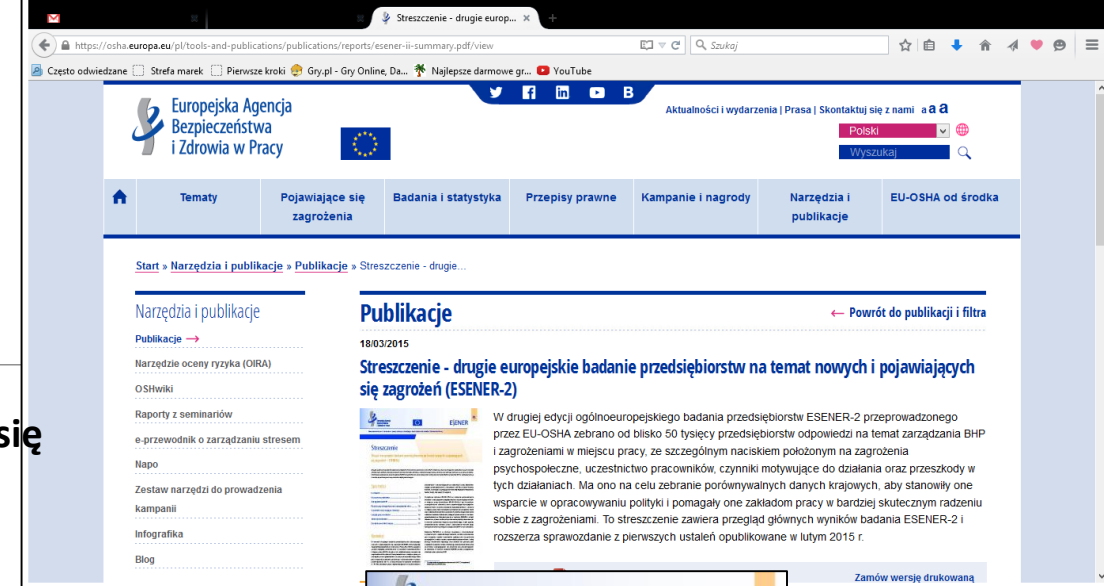 Streszczenie - drugie europ...
https://osha.europa.eu/pl/tools-and-publications/publications/reports/esener-ii-summary.pdf/view
Szukaj
Często odwiedzane Strefa marek Pierwsze kroki Gry.pl - Gry Online, Da... Najlepsze darmowe gr... YouTube
Europejska Agencja
Bezpieczeństwa
i Zdrowia w Pracy
Aktualności i wydarzenia | Prasa | Skontaktuj się z nami a a a
Polski
Wyszukaj
Tematy
Pojawiające się
zagrożenia
Badania i statystyka
Przepisy prawne
Kampanie i nagrody
Narzędzia i
publikacje
EU-OSHA od środka
Start » Narzędzia i publikacje » Publikacje » Streszczenie - drugie...
Narzędzia i publikacje
Publikacje →
Narzędzie oceny ryzyka (OIRA)
OSHwiki
Raporty z seminariów
e-przewodnik o zarządzaniu stresem
Napo
Zestaw narzędzi do prowadzenia
kampanii
Infografika
Blog
się
Publikacje
← Powrót do publikacji i filtra
18/03/2015
Streszczenie - drugie europejskie badanie przedsiębiorstw na temat nowych i pojawiających
się zagrożeń (ESENER-2)
ESENER
Streszczenie
W drugiej edycji ogólnoeuropejskiego badania przedsiębiorstw ESENER-2 przeprowadzonego
przez EU-OSHA zebrano od blisko 50 tysięcy przedsiębiorstw odpowiedzi na temat zarządzania BHP
i zagrożeniami w miejscu pracy, ze szczególnym naciskiem położonym na zagrożenia
psychospołeczne, uczestnictwo pracowników, czynniki motywujące do działania oraz przeszkody w
tych działaniach. Ma ono na celu zebranie porównywalnych danych krajowych, aby stanowiły one
wsparcie w opracowywaniu polityki i pomagały one zakładom pracy w bardziej skutecznym radzeniu
sobie z zagrożeniami. To streszczenie zawiera przegląd głównych wyników badania ESENER-2 i
rozszerza sprawozdanie z pierwszych ustaleń opublikowane w lutym 2015 r.
Zamów wersję drukowaną